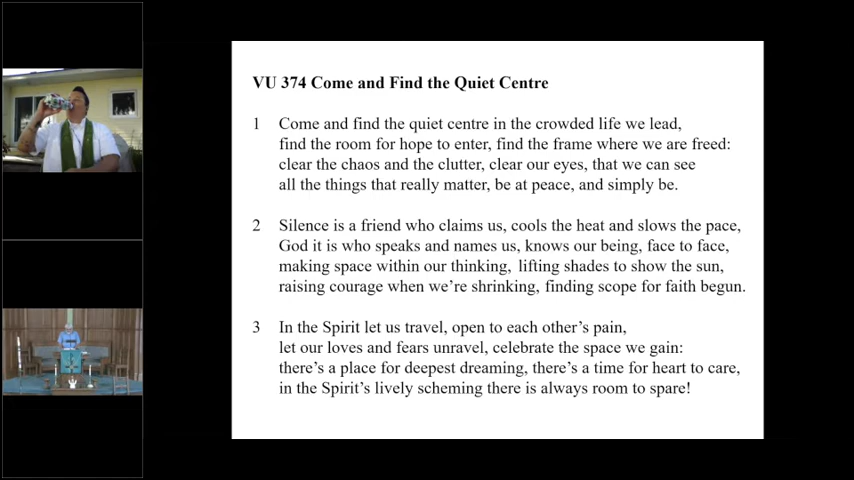 VU 374 Come and Find the Quiet Centre
1 Come and find the quiet centre in the crowded life we lead,
find the room for hope to enter, find the frame where we are freed:
clear the chaos and the clutter, clear our eyes, that we can see
all the things that really matter, be at peace, and simply be.
2 Silence is a friend who claims us, cools the heat and slows the pace,
God it is who speaks and names us, knows our being, face to face,
making space within our thinking, lifting shades to show the sun,
raising courage when we’re shrinking, finding scope for faith begun.
3 In the Spirit let us travel, open to each other’s pain,
let our loves and fears unravel, celebrate the space we gain:
there’s a place for deepest dreaming, there’s a time for heart to care,
in the Spirit’s lively scheming there is always room to spare!